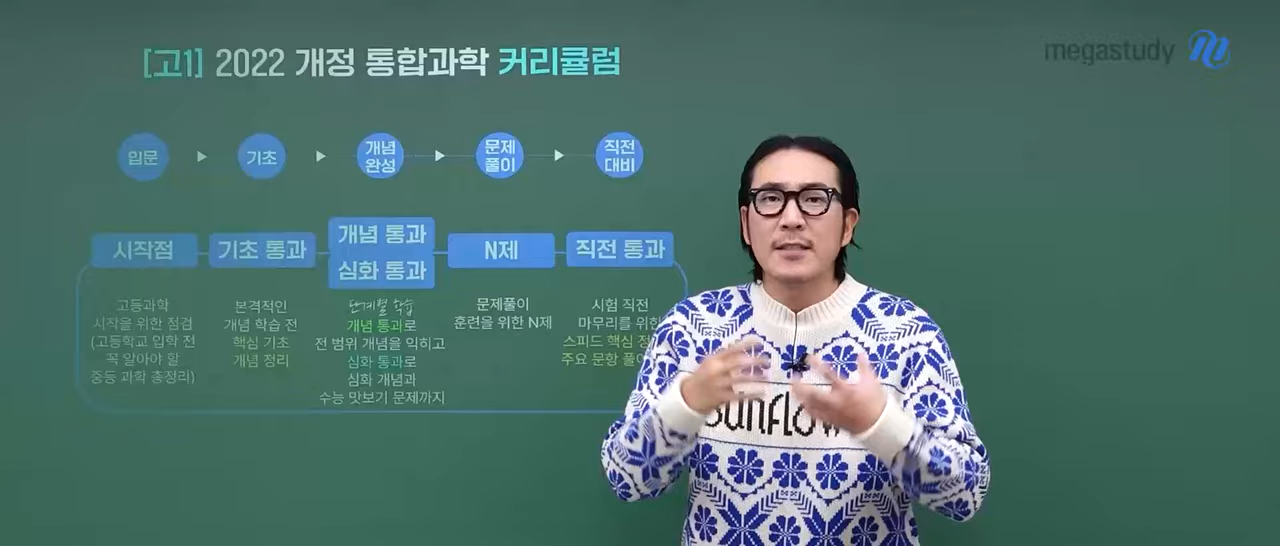 [고1] 2022 개정 통합과학 커리큘럼
megastudy
입문
기초
개념
완성
문제
풀이
직전
대비
시작점
기초 통과
개념 통과
심화 통과
N제
직전 통과
고등과학
시작을 위한 점검
(고등학교 입학 전
꼭 알아야 할
중등 과학 총정리)
본격적인
개념 학습 전
핵심 기초
개념 정리
단계별 학습
개념 통과로
전 범위 개념을 익히고
심화 통과로
심화 개념과
수능 맛보기 문제까지
문제풀이
훈련을 위한 N제
시험 직전
마무리를 위한
스피드 핵심
주요 문항